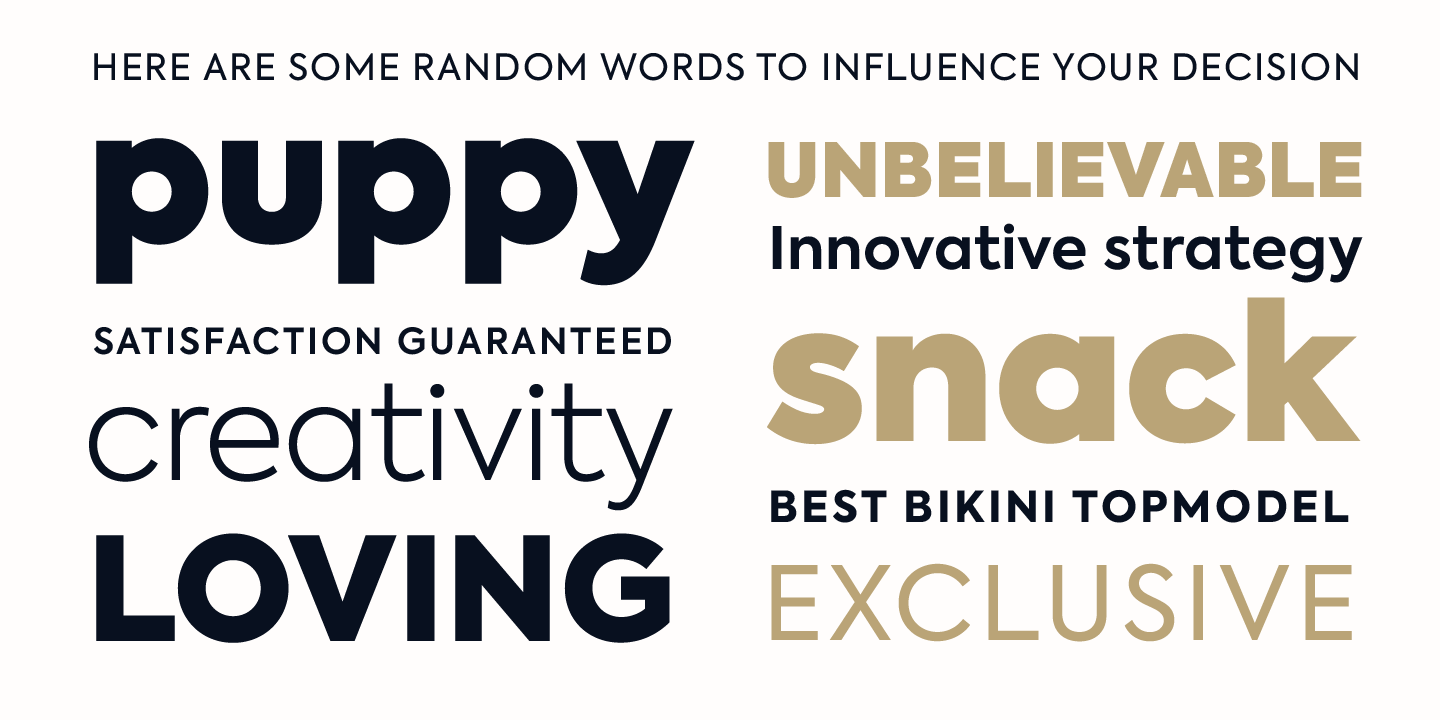 HERE ARE SOME RANDOM WORDS TO INFLUENCE YOUR DECISION
puppy
SATISFACTION GUARANTEED
creativity
LOVING
UNBELIEVABLE
Innovative strategy
snack
BEST BIKINI TOPMODEL
EXCLUSIVE